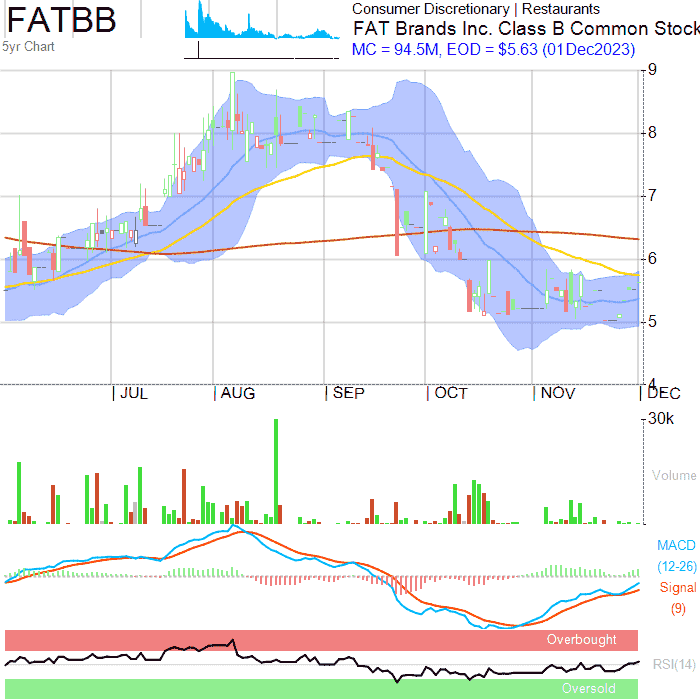 FATBB
5yr Chart
Consumer Discretionary | Restaurants
FAT Brands Inc. Class B Common Stock
MC = 94.5M, EOD = $5.63 (01Dec2023)
9
8
7
6
5
4
JUL AUG SEP OCT NOV DEC
30k
Volume
MACD
(12-26)
Signal
(9)
Overbought
RSI(14)
Oversold